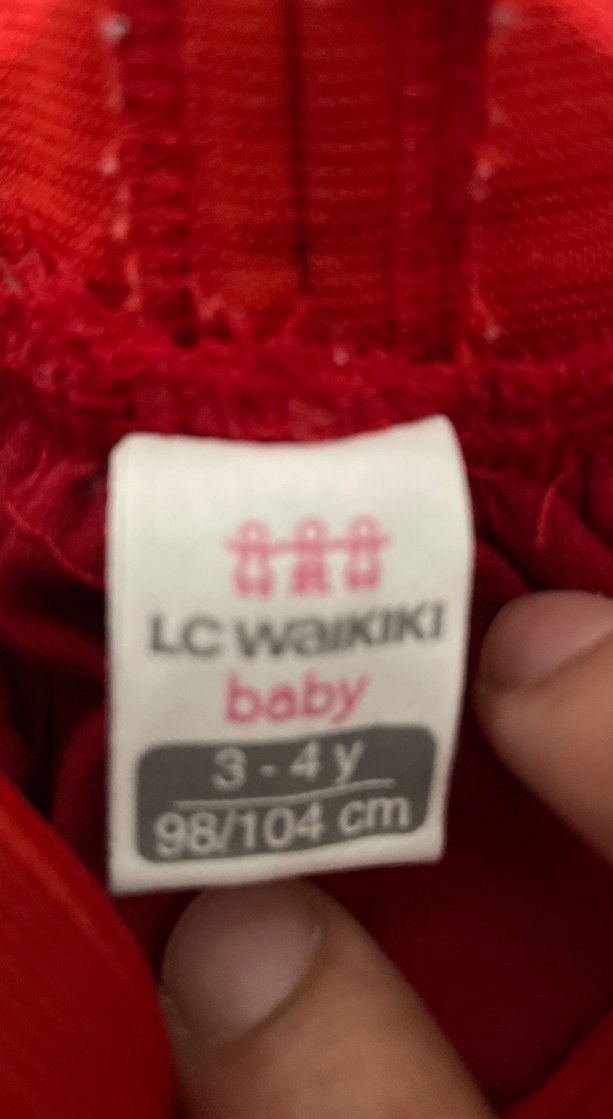 LC WAIKIKI
baby
3 - 4 y
98/104 cm